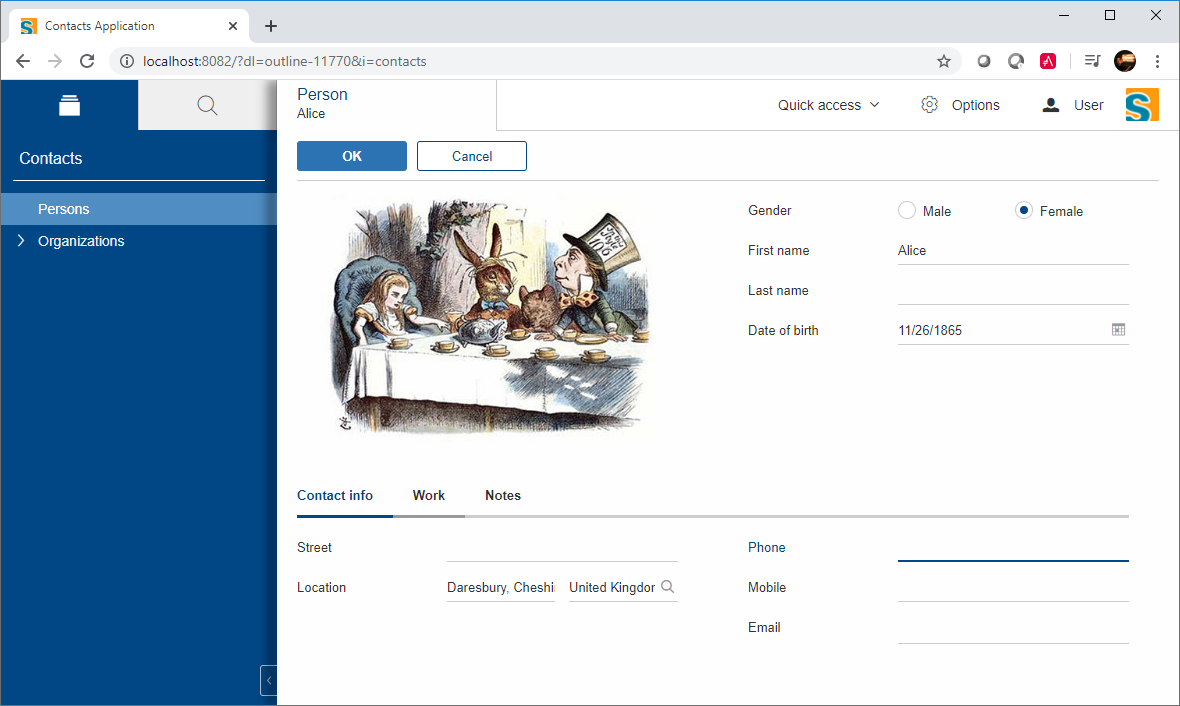 Contacts Application
localhost:8082/?dl=outline-11770&i=contacts
Person
Alice
Quick access
Options
User
Contacts
OK
Cancel
Persons
Organizations
Gender
Male
Female
First name
Alice
Last name
Date of birth
11/26/1865
Contact info
Work
Notes
Street
Phone
Location
Daresbury, Cheshi
United Kingdor
Mobile
Email